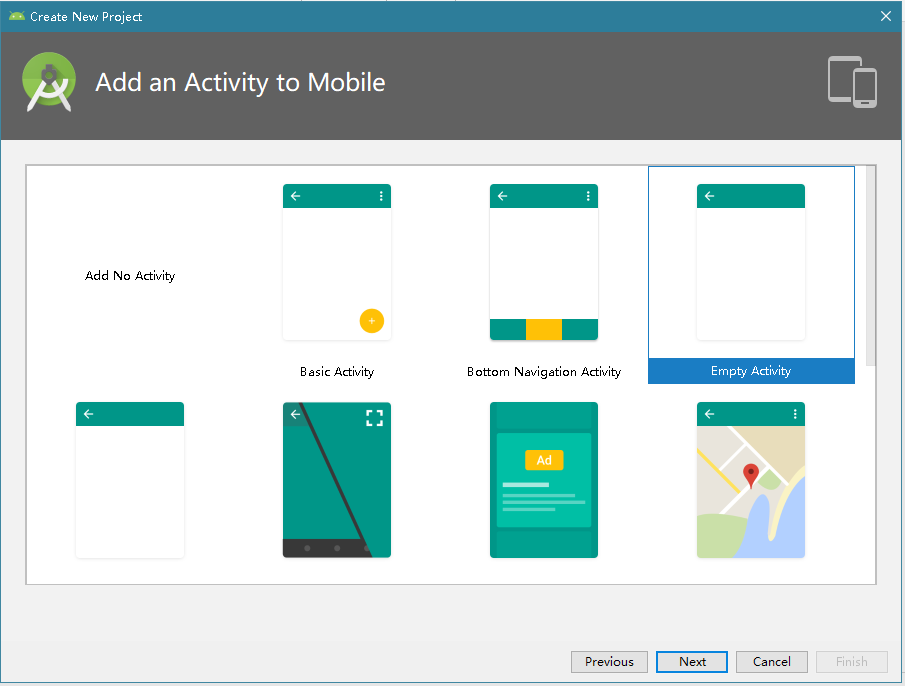 Create New Project
Add an Activity to Mobile
Add No Activity
Basic Activity
Bottom Navigation Activity
Empty Activity
Ad
Previous
Next
Cancel
Finish